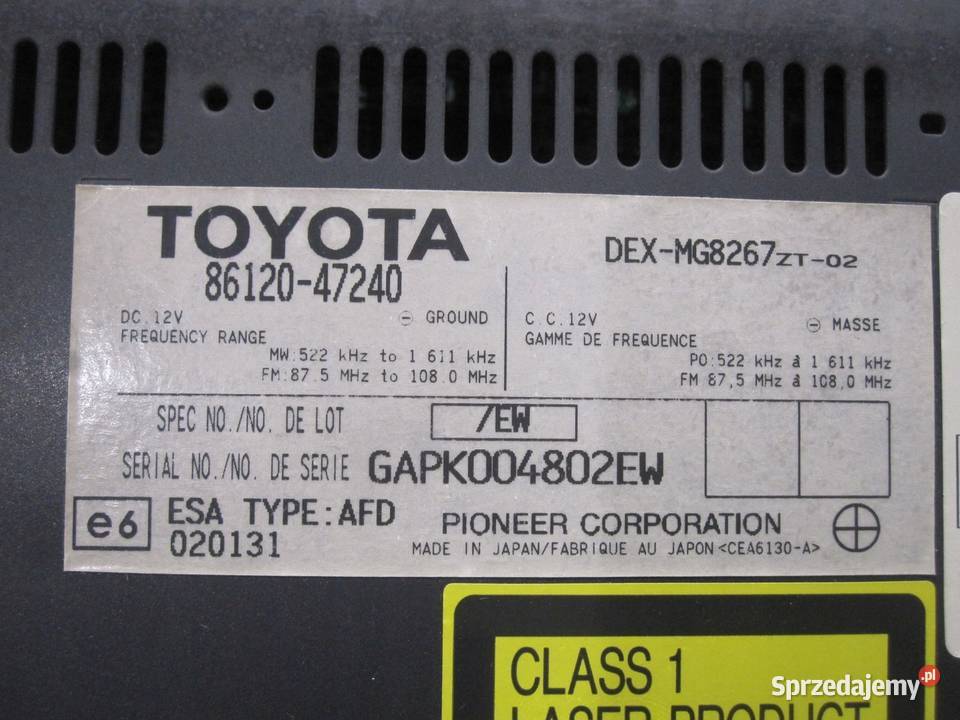 TOYOTA
86120-47240
DEX-MG8267ZT-02
DC.12V ⊖ GROUND
FREQUENCY RANGE
MW:522 kHz to 1 611 kHz
FM:87.5 MHz to 108.0 MHz
C.C.12V ⊖ MASSE
GAMME DE FREQUENCE
PO:522 kHz à 1 611 kHz
FM 87,5 MHz à 108,0 MHz
SPEC NO./NO. DE LOT /EW
SERIAL NO./NO. DE SERIE GAPK004802EW
e6 ESA TYPE:AFD
020131
PIONEER CORPORATION
MADE IN JAPAN/FABRIQUE AU JAPON <CEA6130-A>
CLASS 1
LASER PRODUCT
Sprzedajemy.pl